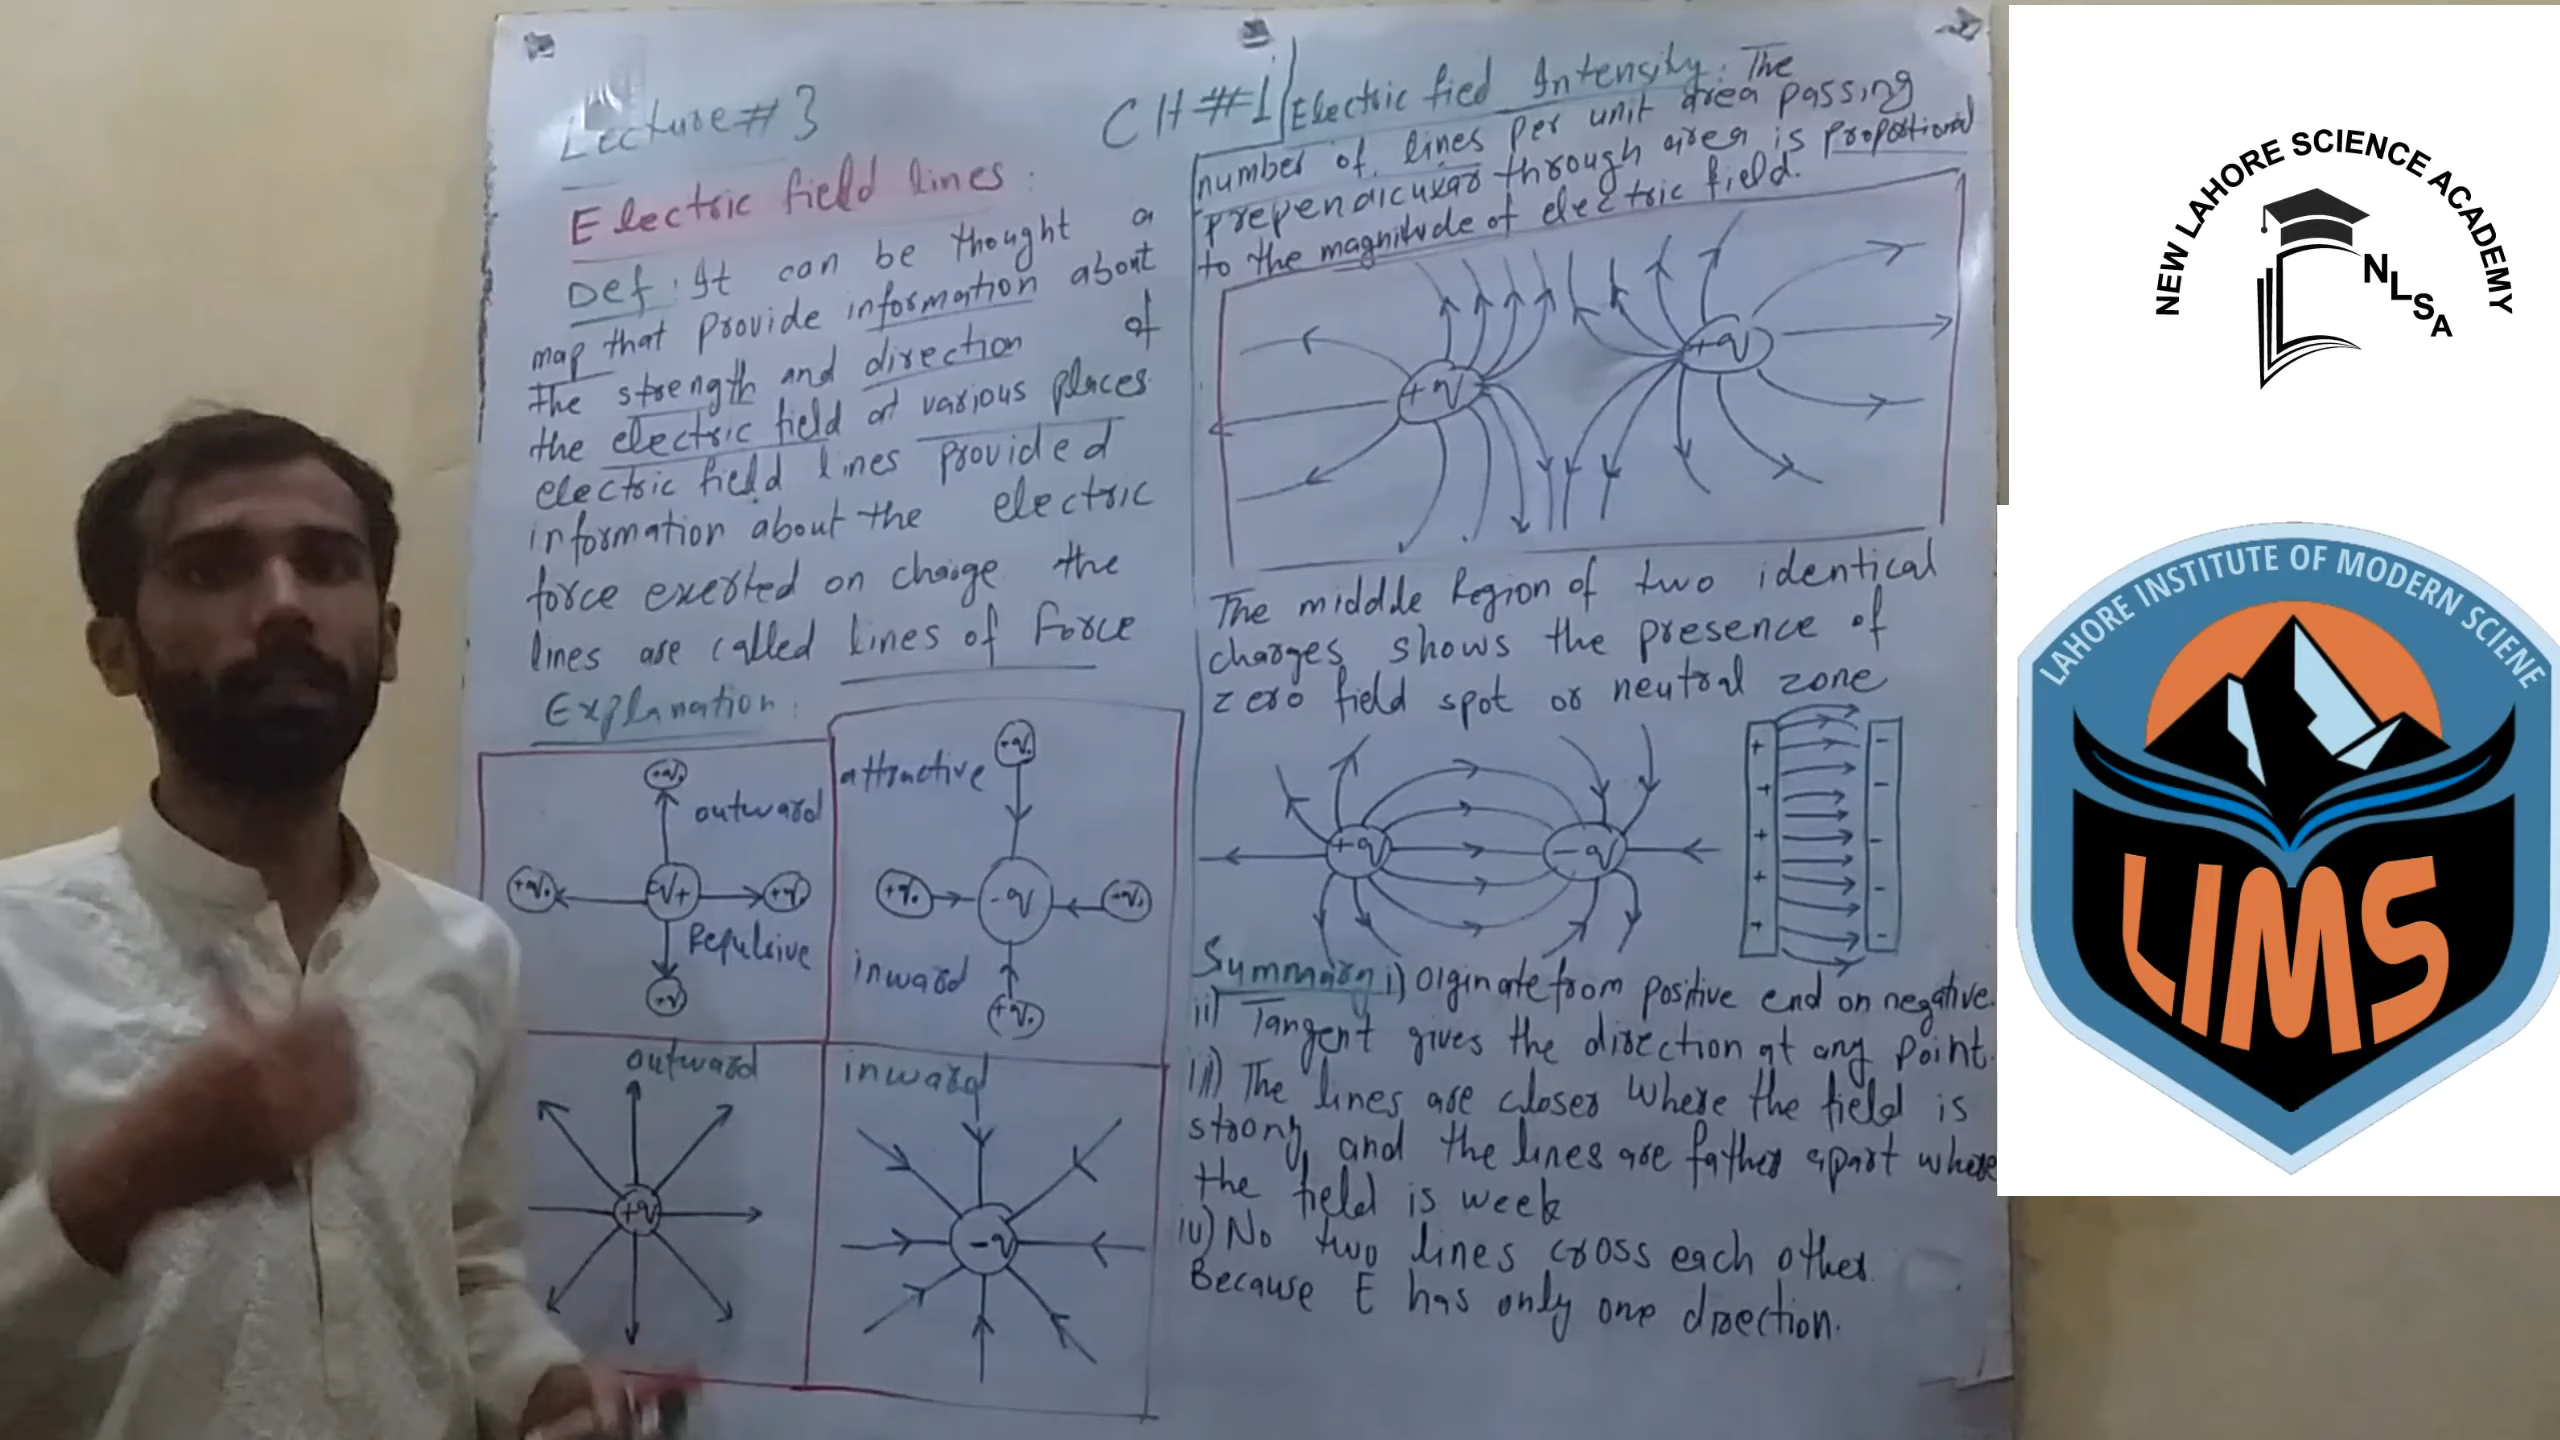 Lecture # 3
CH#1
Electric field lines:
Def: It can be thought a
map that provide information about
the strength and direction of
the electric field at various places
electric field lines provided
information about the electric
force exerted on charge the
lines are called lines of force
Explanation:
+q.
outward
+q.
q+
+q.
Repulsive
+q
attractive
+q.
+q.
-q
+q.
inward
+q.
outward
+q
inward
-q
Electric fied Intensity: The
number of lines per unit area passing
prependicular through area is proportional
to the magnitude of electric field.
+q
+q
The middle Region of two identical
charges shows the presence of
zero field spot or neutral zone
+q
-q
+ -
+ -
+ -
+ -
+ -
Summary i) Olginate from positive end on negative.
ii) Tangent gives the direction at any point.
iii) The lines are closer where the field is
strong and the lines are father apart where
the field is week
iv) No two lines cross each other
Because E has only one direction.
NEW LAHORE SCIENCE ACADEMY
NLSA
LAHORE INSTITUTE OF MODERN SCIENE
LIMS